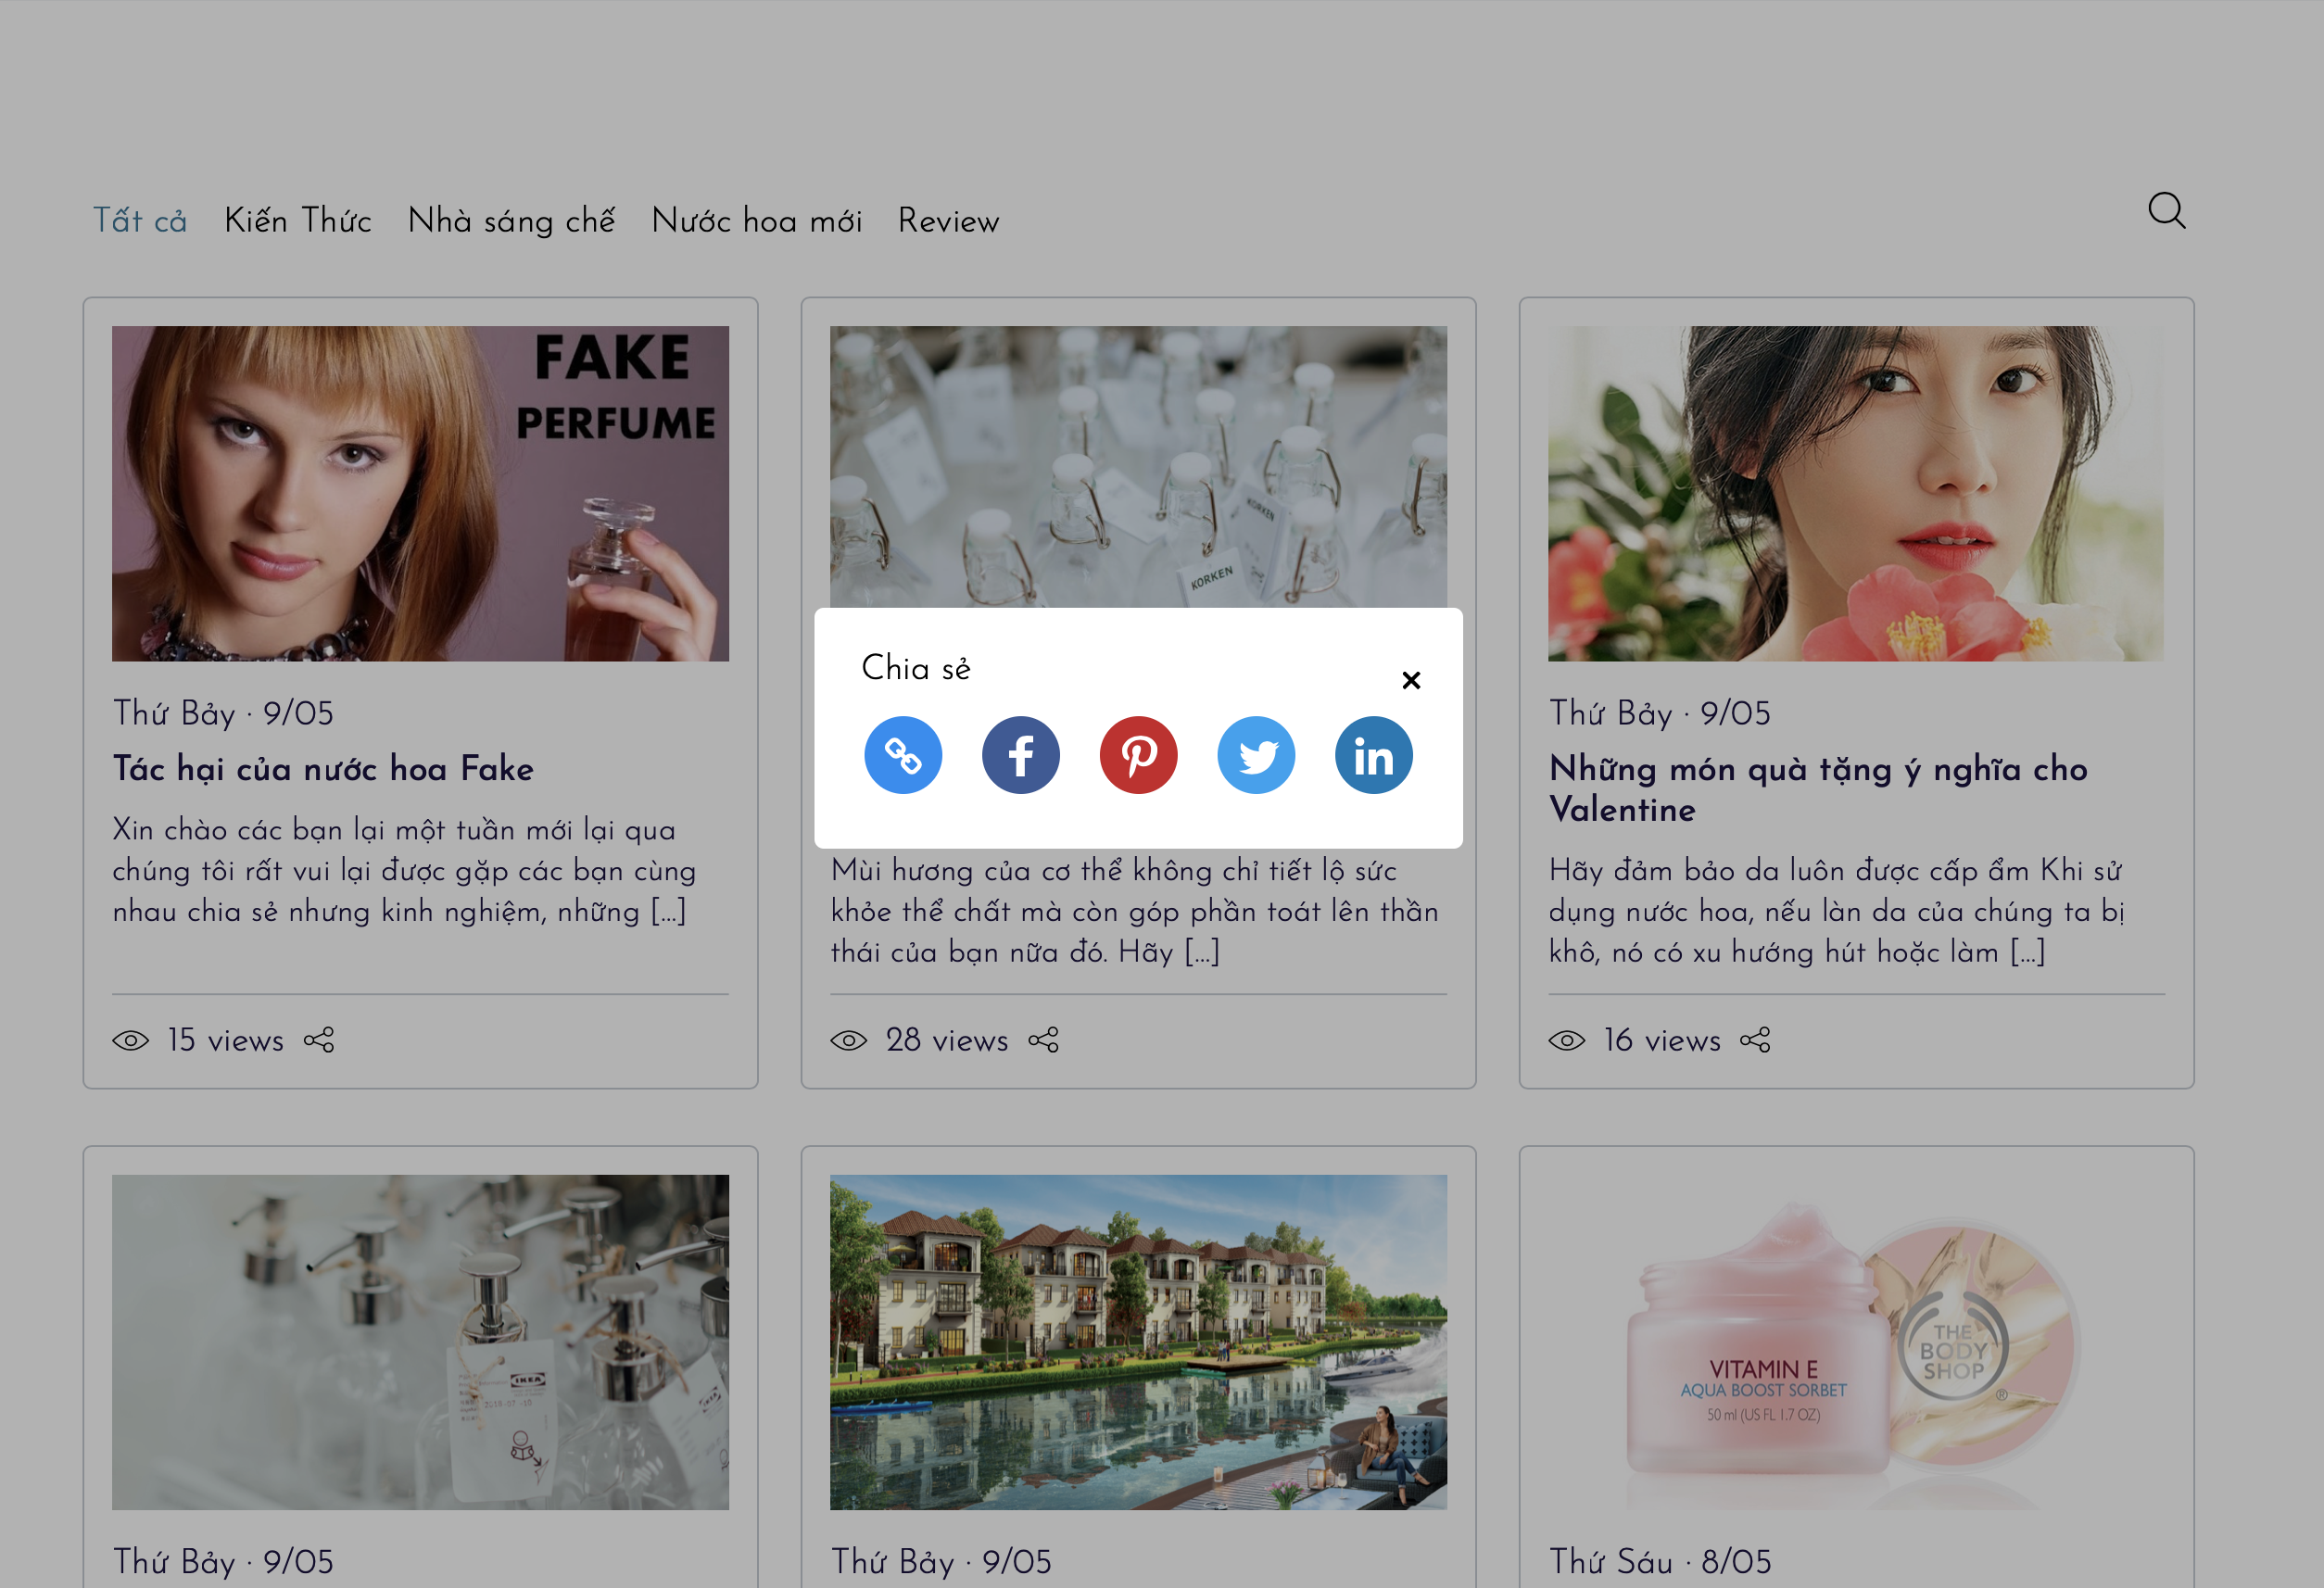 Tất cả Kiến Thức Nhà sáng chế Nước hoa mới Review
FAKE
PERFUME
KORKEN
KORKEN
Chia sẻ
Thứ Bảy · 9/05
Tác hại của nước hoa Fake
Xin chào các bạn lại một tuần mới lại qua
chúng tôi rất vui lại được gặp các bạn cùng
nhau chia sẻ nhưng kinh nghiệm, những [...]
15 views
Mùi hương của cơ thể không chỉ tiết lộ sức
khỏe thể chất mà còn góp phần toát lên thần
thái của bạn nữa đó. Hãy [...]
28 views
Thứ Bảy · 9/05
Những món quà tặng ý nghĩa cho
Valentine
Hãy đảm bảo da luôn được cấp ẩm Khi sử
dụng nước hoa, nếu làn da của chúng ta bị
khô, nó có xu hướng hút hoặc làm [...]
16 views
IKEA
IKEA
Thứ Bảy · 9/05
Thứ Bảy · 9/05
VITAMIN E
AQUA BOOST SORBET
50 ml (US FL 1.7 OZ)
THE
BODY
SHOP
®
Thứ Sáu · 8/05